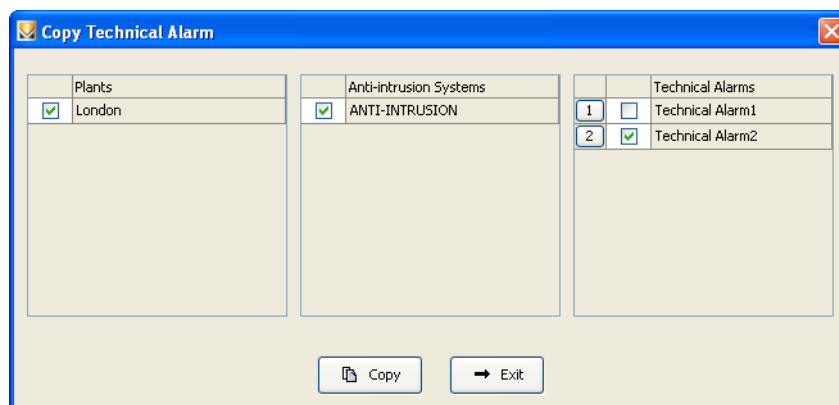 Copy Technical Alarm
Plants
London
Anti-intrusion Systems
ANTI-INTRUSION
Technical Alarms
1 Technical Alarm1
2 Technical Alarm2
Copy
Exit